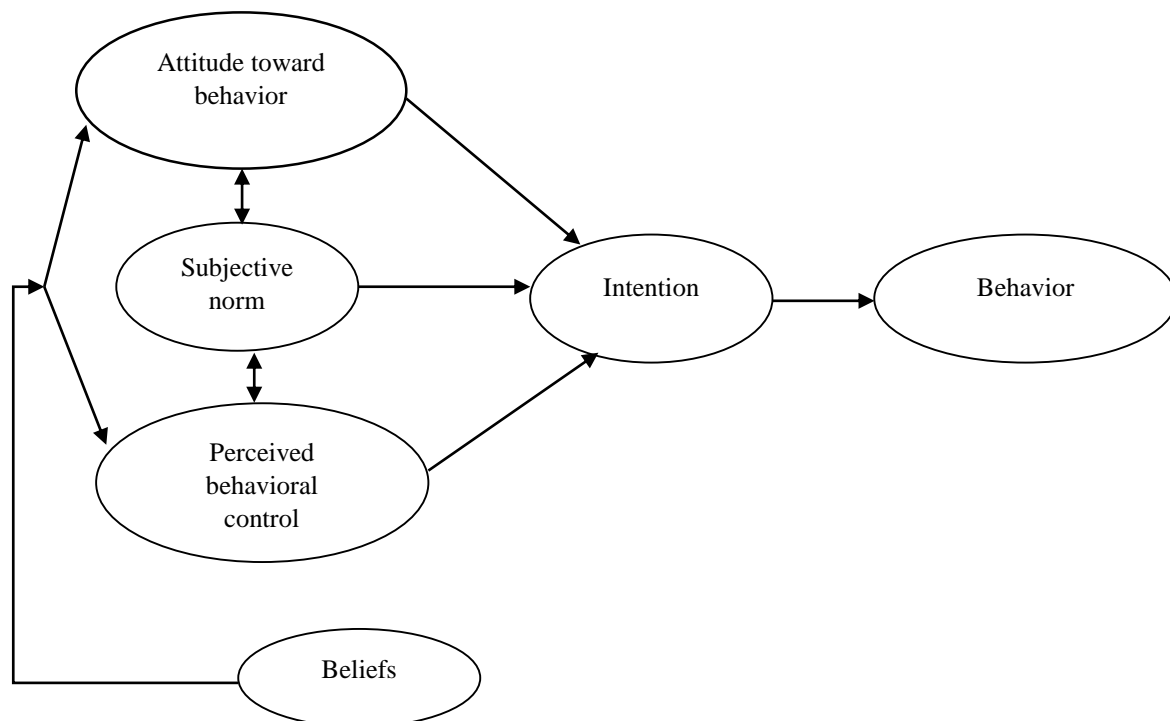 Attitude toward
behavior
Subjective
norm
Intention
Behavior
Perceived
behavioral
control
Beliefs